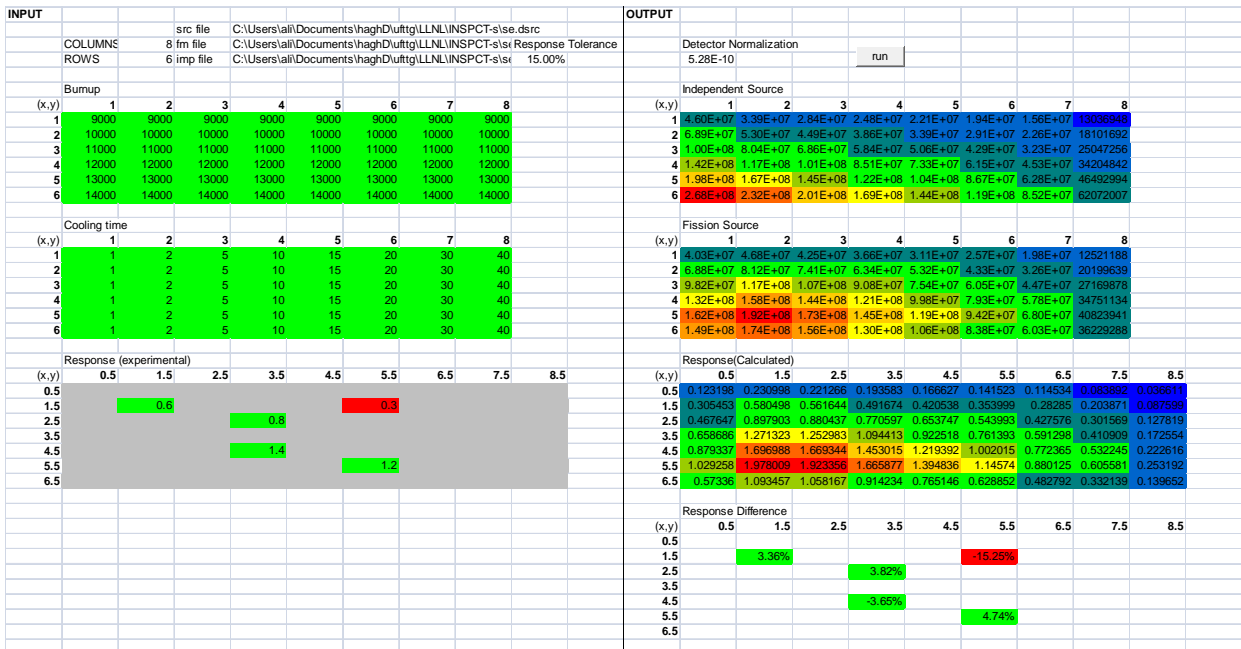 INPUT OUTPUT
src file C:\Users\ali\Documents\haghD\ufttg\LLNL\INSPCT-s\se.dsrc
COLUMNS 8 fm file C:\Users\ali\Documents\haghD\ufttg\LLNL\INSPCT-s\se Response Tolerance Detector Normalization
ROWS 6 imp file C:\Users\ali\Documents\haghD\ufttg\LLNL\INSPCT-s\se 15.00% 5.28E-10 run
Burnup Independent Source
(x,y) 1 2 3 4 5 6 7 8 (x,y) 1 2 3 4 5 6 7 8
1 9000 9000 9000 9000 9000 9000 9000 9000 1 4.60E+07 3.39E+07 2.84E+07 2.48E+07 2.21E+07 1.94E+07 1.56E+07
2 10000 10000 10000 10000 10000 10000 10000 10000 2 6.89E+07 5.30E+07 4.49E+07 3.86E+07 3.39E+07 2.91E+07 2.26E+07 18101692
3 11000 11000 11000 11000 11000 11000 11000 11000 3 1.00E+08 8.04E+07 6.86E+07 5.84E+07 5.06E+07 4.29E+07 3.23E+07 25047256
4 12000 12000 12000 12000 12000 12000 12000 12000 4 1.42E+08 1.17E+08 1.01E+08 8.51E+07 7.33E+07 6.15E+07 4.53E+07 34204842
5 13000 13000 13000 13000 13000 13000 13000 13000 5 1.98E+08 1.67E+08 1.45E+08 1.22E+08 1.04E+08 8.67E+07 6.28E+07 46492994
6 14000 14000 14000 14000 14000 14000 14000 14000 6 2.68E+08 2.32E+08 2.01E+08 1.69E+08 1.44E+08 1.19E+08 8.52E+07 62072007
Cooling time Fission Source
(x,y) 1 2 3 4 5 6 7 8 (x,y) 1 2 3 4 5 6 7 8
1 1 2 5 10 15 20 30 40 1 4.03E+07 4.68E+07 4.25E+07 3.66E+07 3.11E+07 2.57E+07 1.98E+07 12521188
2 1 2 5 10 15 20 30 40 2 6.88E+07 8.12E+07 7.41E+07 6.34E+07 5.32E+07 4.33E+07 3.26E+07 20199639
3 1 2 5 10 15 20 30 40 3 9.82E+07 1.17E+08 1.07E+08 9.08E+07 7.54E+07 6.05E+07 4.47E+07 27169878
4 1 2 5 10 15 20 30 40 4 1.32E+08 1.58E+08 1.44E+08 1.21E+08 9.98E+07 7.93E+07 5.78E+07 34751134
5 1 2 5 10 15 20 30 40 5 1.62E+08 1.92E+08 1.73E+08 1.45E+08 1.19E+08 9.42E+07 6.80E+07 40823941
6 1 2 5 10 15 20 30 40 6 1.49E+08 1.74E+08 1.56E+08 1.30E+08 1.06E+08 8.38E+07 6.03E+07 36229288
Response (experimental) Response(Calculated)
(x,y) 0.5 1.5 2.5 3.5 4.5 5.5 6.5 7.5 8.5 (x,y) 0.5 1.5 2.5 3.5 4.5 5.5 6.5 7.5 8.5
0.5 0.5 0.123198 0.230998 0.221266 0.193583 0.166627 0.141523 0.114534
1.5 0.6 0.3 1.5 0.305453 0.580498 0.561644 0.491674 0.420538 0.353999 0.28285 0.203871
2.5 0.8 2.5 0.467647 0.897903 0.880437 0.770597 0.653747 0.543993 0.427576 0.301569 0.127819
3.5 3.5 0.658686 1.271323 1.252983 1.094413 0.922518 0.761393 0.591298 0.410909 0.172554
4.5 1.4 4.5 0.879337 1.696988 1.669344 1.453015 1.219392 1.002015 0.772365 0.532245 0.222616
5.5 1.2 5.5 1.029258 1.978009 1.923356 1.665877 1.394836 1.14574 0.880125 0.605581 0.253192
6.5 6.5 0.57336 1.093457 1.058167 0.914234 0.765146 0.628852 0.482792 0.332139 0.139652
Response Difference
(x,y) 0.5 1.5 2.5 3.5 4.5 5.5 6.5 7.5 8.5
0.5
1.5 3.36% -15.25%
2.5 3.82%
3.5
4.5 -3.65%
5.5 4.74%
6.5